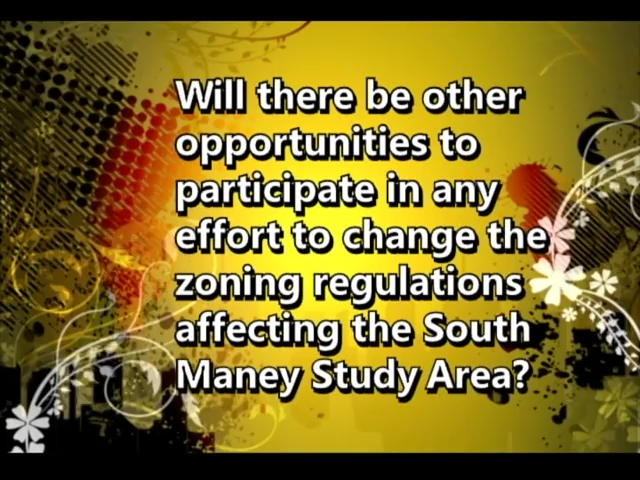 Will there be other
opportunities to
participate in any
effort to change the
zoning regulations
affecting the South
Maney Study Area?